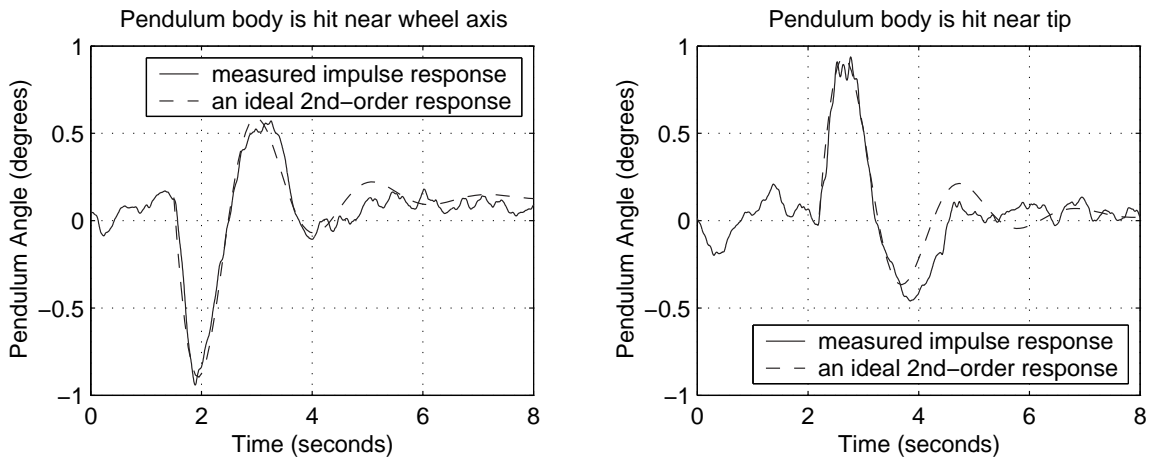 Pendulum body is hit near wheel axis
1
0.5
0
−0.5
−1
0
2
4
6
8
Pendulum Angle (degrees)
Time (seconds)
measured impulse response
an ideal 2nd−order response
Pendulum body is hit near tip
1
0.5
0
−0.5
−1
0
2
4
6
8
Pendulum Angle (degrees)
Time (seconds)
measured impulse response
an ideal 2nd−order response